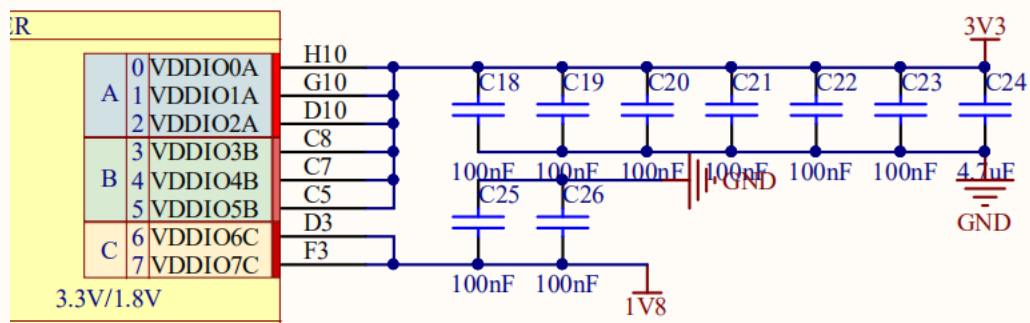 ER
3V3
A
0 VDDIO0A H10
1 VDDIO1A G10
2 VDDIO2A D10
B
3 VDDIO3B C8
4 VDDIO4B C7
5 VDDIO5B C5
C
6 VDDIO6C D3
7 VDDIO7C F3
3.3V/1.8V
C18 C19 C20 C21 C22 C23 C24
100nF 100nF 100nF 100nF 100nF 100nF 4.7uF
C25 C26 GND
GND
100nF 100nF
1V8